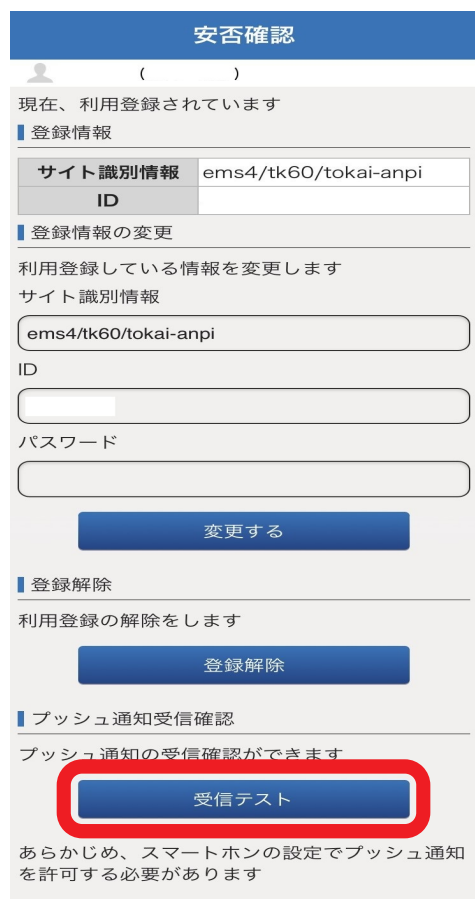 安否確認
(　　　)
現在、利用登録されています
登録情報
サイト識別情報 ems4/tk60/tokai-anpi
ID
登録情報の変更
利用登録している情報を変更します
サイト識別情報
ems4/tk60/tokai-anpi
ID
パスワード
変更する
登録解除
利用登録の解除をします
登録解除
プッシュ通知受信確認
プッシュ通知の受信確認ができます
受信テスト
あらかじめ、スマートホンの設定でプッシュ通知
を許可する必要があります